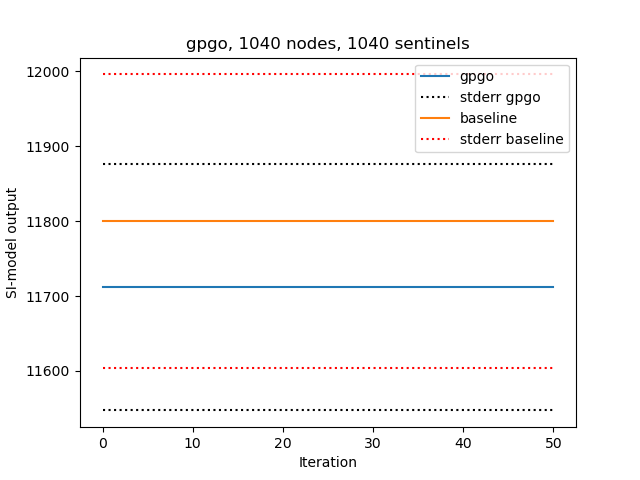 gpgo, 1040 nodes, 1040 sentinels
12000
11900
11800
11700
11600
SI-model output
gpgo
stderr gpgo
baseline
stderr baseline
0 10 20 30 40 50
Iteration